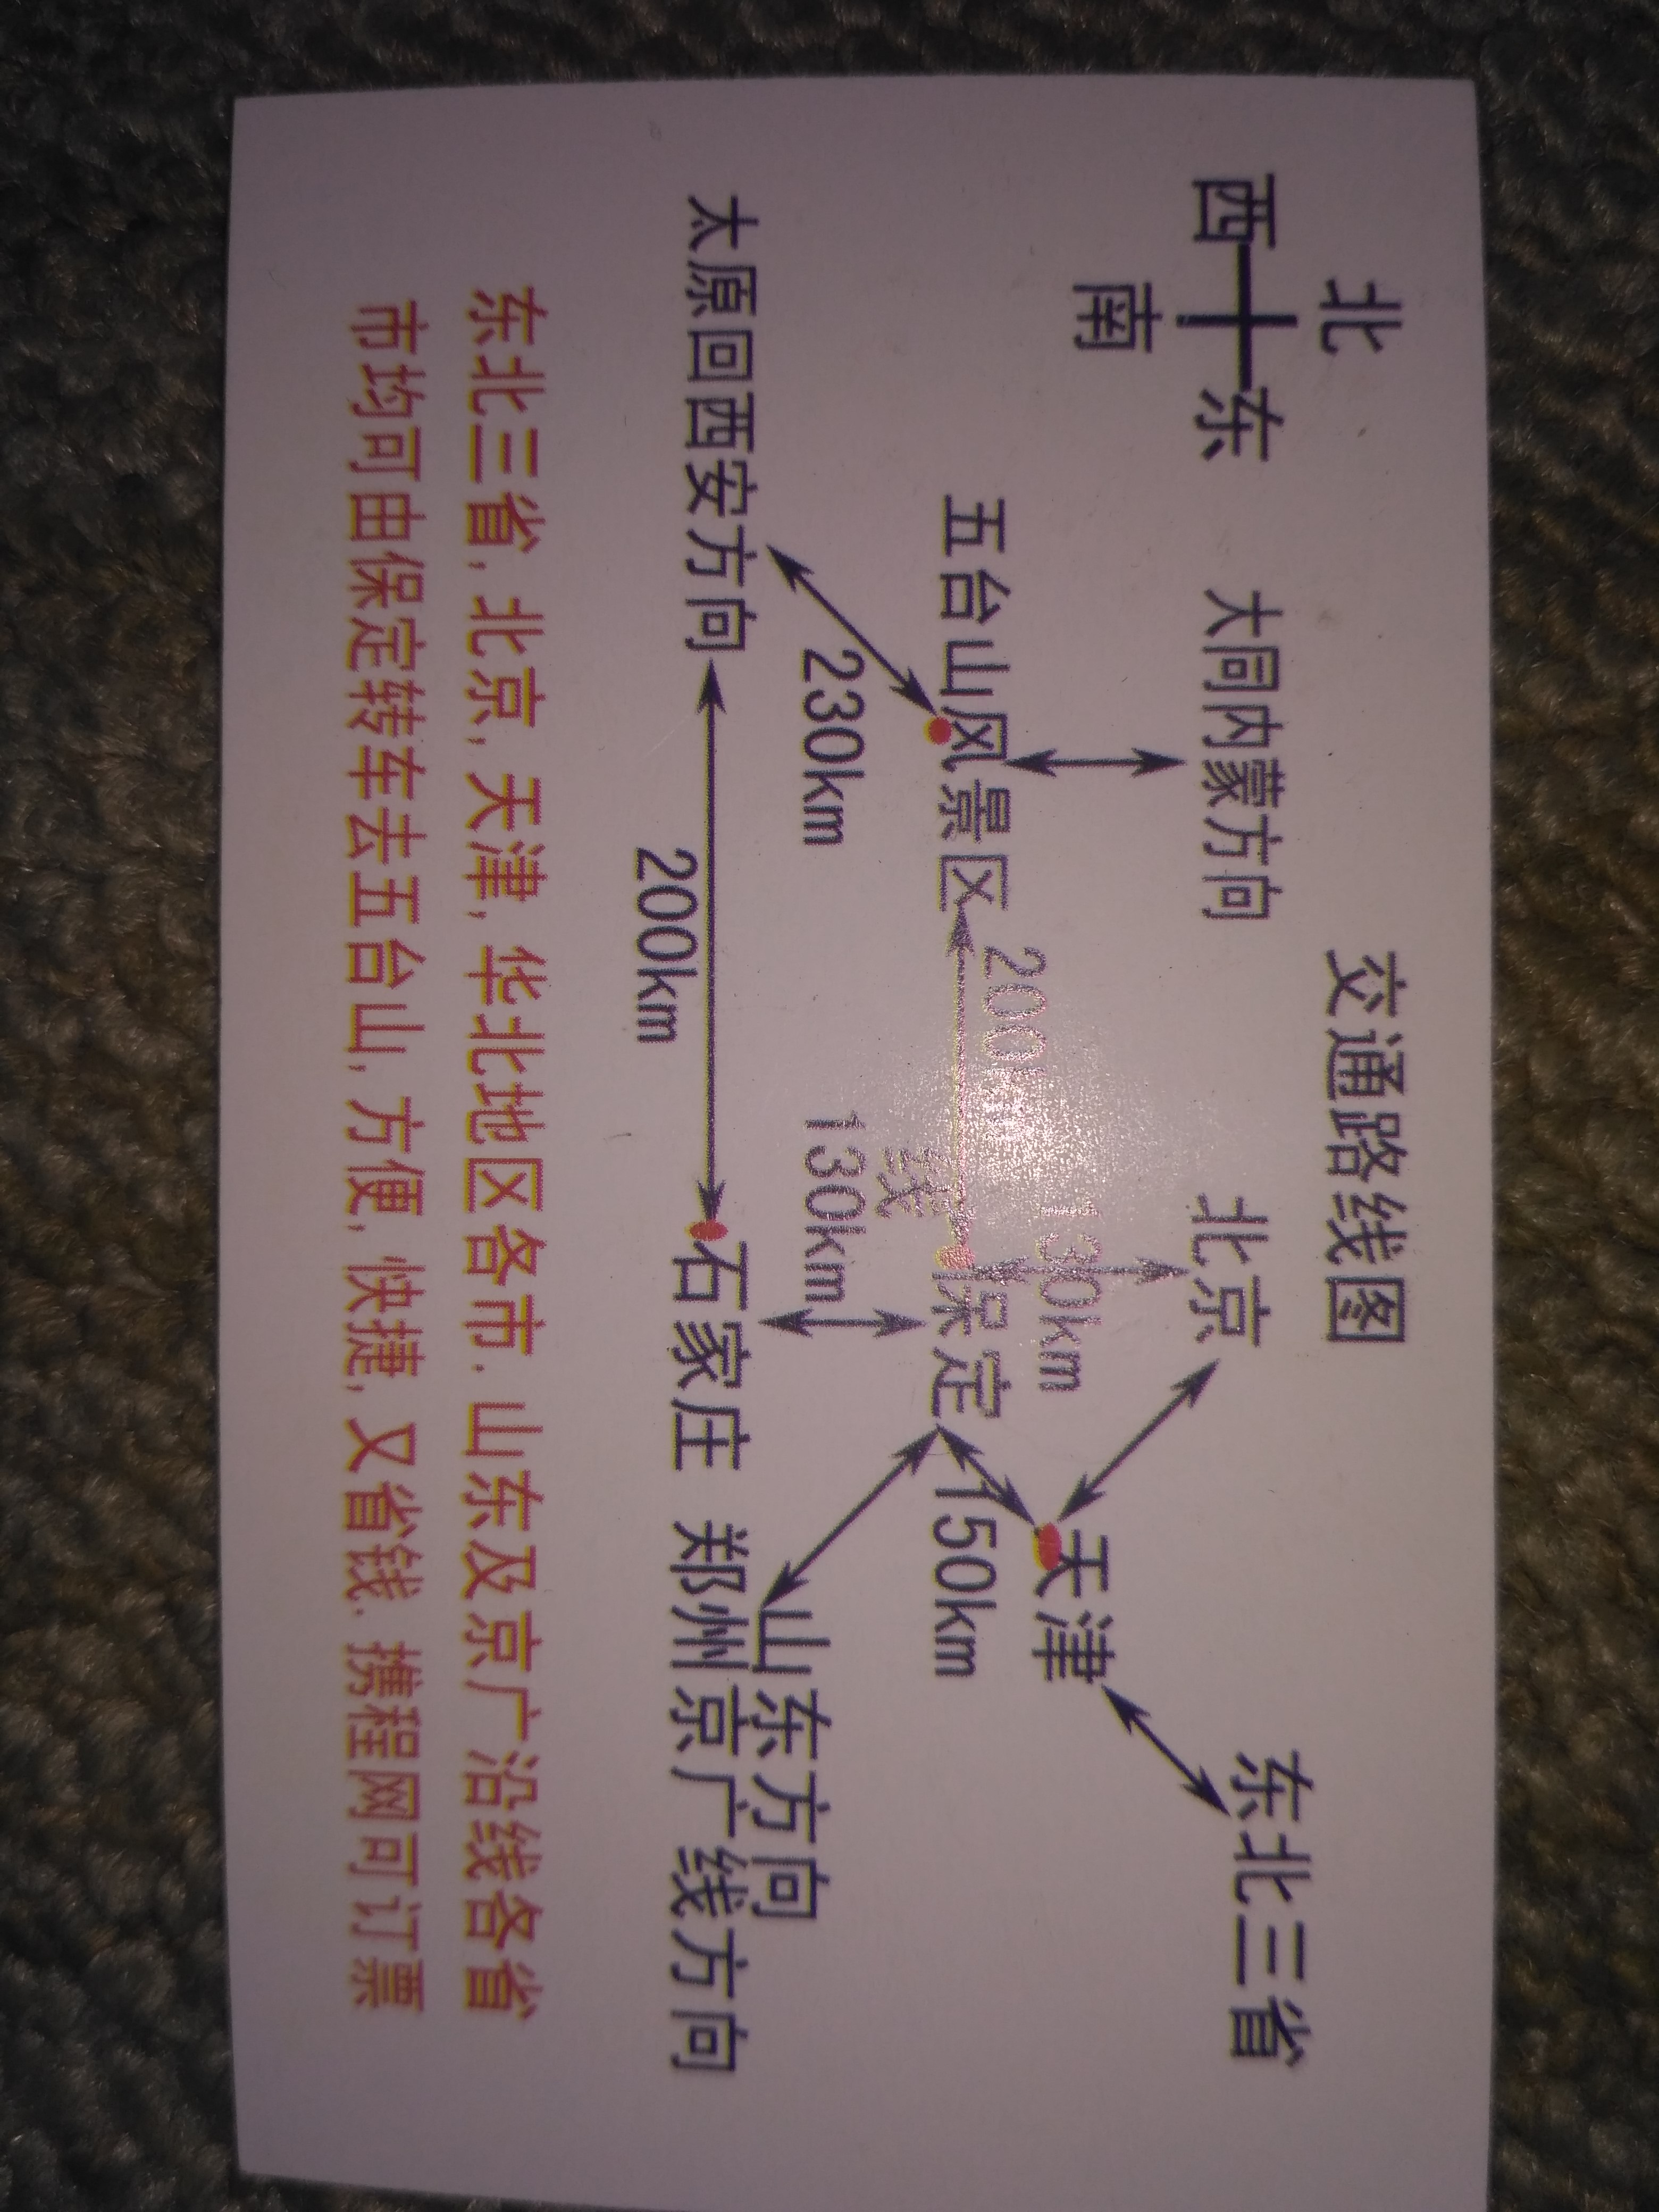 交通路线图
北
西 东
南
大同内蒙方向
北京
东北三省
130km
天津
200km
五台山风景区
保定
150km
线
230km
130km
山东方向
太原回西安方向
石家庄 郑州京广线方向
200km
东北三省, 北京, 天津, 华北地区各市. 山东及京广沿线各省
市均可由保定转车去五台山, 方便, 快捷, 又省钱. 携程网可订票